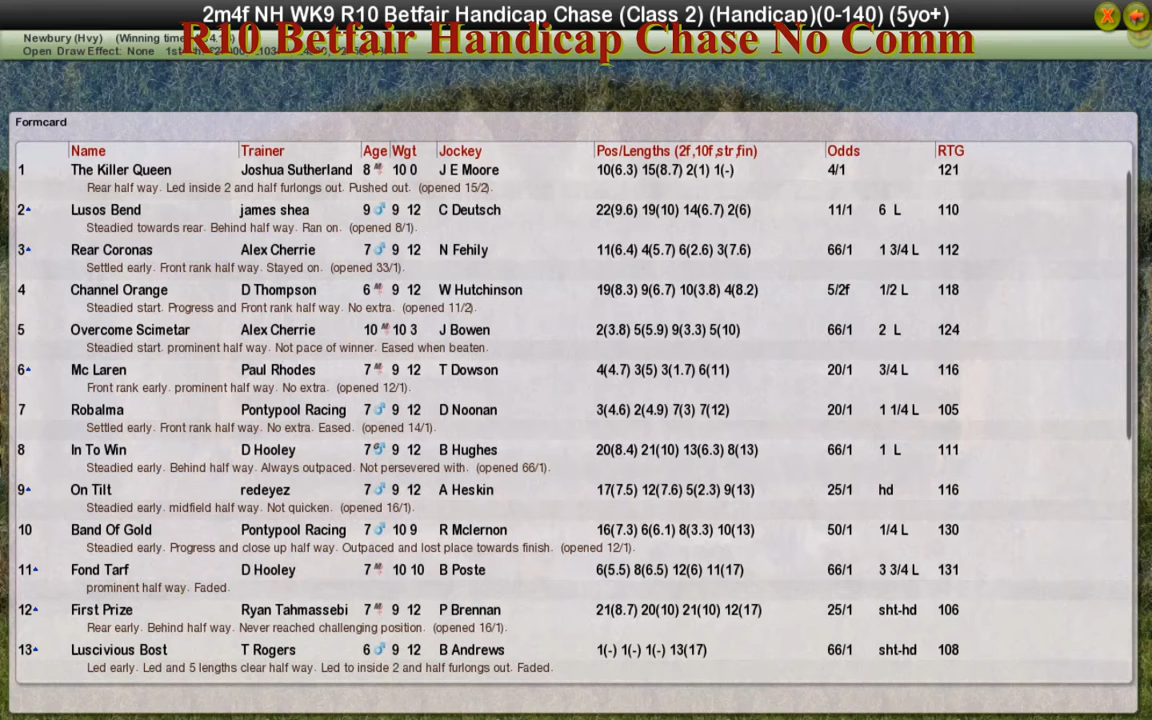 2m4f NH WK9 R10 Betfair Handicap Chase (Class 2) (Handicap)(0-140) (5yo+)
R10 Betfair Handicap Chase No Comm
Newbury (Hvy) (Winning time
Open Draw Effect: None 1st
Formcard
Name Trainer Age Wgt Jockey Pos/Lengths (2f,10f,str,fin) Odds RTG
1 The Killer Queen Joshua Sutherland 8 10 0 J E Moore 10(6.3) 15(8.7) 2(1) 1(-) 4/1 121
Rear half way. Led inside 2 and half furlongs out. Pushed out. (opened 15/2).
2 Lusos Bend james shea 9 9 12 C Deutsch 22(9.6) 19(10) 14(6.7) 2(6) 11/1 6 L 110
Steadied towards rear. Behind half way. Ran on. (opened 8/1).
3 Rear Coronas Alex Cherrie 7 9 12 N Fehily 11(6.4) 4(5.7) 6(2.6) 3(7.6) 66/1 1 3/4 L 112
Settled early. Front rank half way. Stayed on. (opened 33/1).
4 Channel Orange D Thompson 6 9 12 W Hutchinson 19(8.3) 9(6.7) 10(3.8) 4(8.2) 5/2f 1/2 L 118
Steadied start. Progress and Front rank half way. No extra. (opened 11/2).
5 Overcome Scimetar Alex Cherrie 10 10 3 J Bowen 2(3.8) 5(5.9) 9(3.3) 5(10) 66/1 2 L 124
Steadied start. prominent half way. Not pace of winner. Eased when beaten.
6 Mc Laren Paul Rhodes 7 9 12 T Dowson 4(4.7) 3(5) 3(1.7) 6(11) 20/1 3/4 L 116
Front rank early. prominent half way. No extra. (opened 12/1).
7 Robalma Pontypool Racing 7 9 12 D Noonan 3(4.6) 2(4.9) 7(3) 7(12) 20/1 1 1/4 L 105
Settled early. Front rank half way. No extra. Eased. (opened 14/1).
8 In To Win D Hooley 7 9 12 B Hughes 20(8.4) 21(10) 13(6.3) 8(13) 66/1 1 L 111
Steadied early. Behind half way. Always outpaced. Not persevered with. (opened 66/1).
9 On Tilt redeyez 7 9 12 A Heskin 17(7.5) 12(7.6) 5(2.3) 9(13) 25/1 hd 116
Steadied early. midfield half way. Not quicken. (opened 16/1).
10 Band Of Gold Pontypool Racing 7 10 9 R Mclernon 16(7.3) 6(6.1) 8(3.3) 10(13) 50/1 1/4 L 130
Steadied early. Progress and close up half way. Outpaced and lost place towards finish. (opened 12/1).
11 Fond Tarf D Hooley 7 10 10 B Poste 6(5.5) 8(6.5) 12(6) 11(17) 66/1 3 3/4 L 131
prominent half way. Faded.
12 First Prize Ryan Tahmassebi 7 9 12 P Brennan 21(8.7) 20(10) 21(10) 12(17) 25/1 sht-hd 106
Rear early. Behind half way. Never reached challenging position. (opened 16/1).
13 Luscivious Bost T Rogers 6 9 12 B Andrews 1(-) 1(-) 1(-) 13(17) 66/1 sht-hd 108
Led early. Led and 5 lengths clear half way. Led to inside 2 and half furlongs out. Faded.